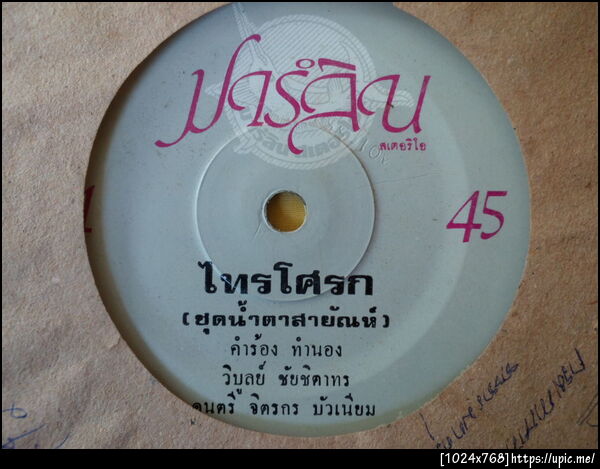 มาร์ลิน
สเตอริโอ
45
ไทรโศรก
(ชุดน้ำตาสายัณห์)
คำร้อง ทำนอง
วิบูลย์ ชัยชิตาทร
ดนตรี จิตรกร บัวเนียม
[1024x768]https://upic.me/